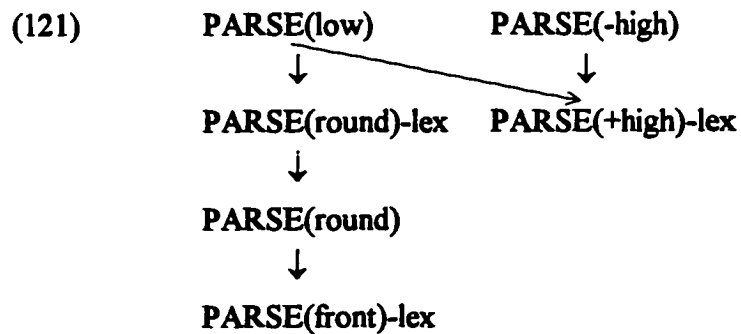 (121) PARSE(low) PARSE(-high)
↓ ↓
PARSE(round)-lex PARSE(+high)-lex
↓
PARSE(round)
↓
PARSE(front)-lex